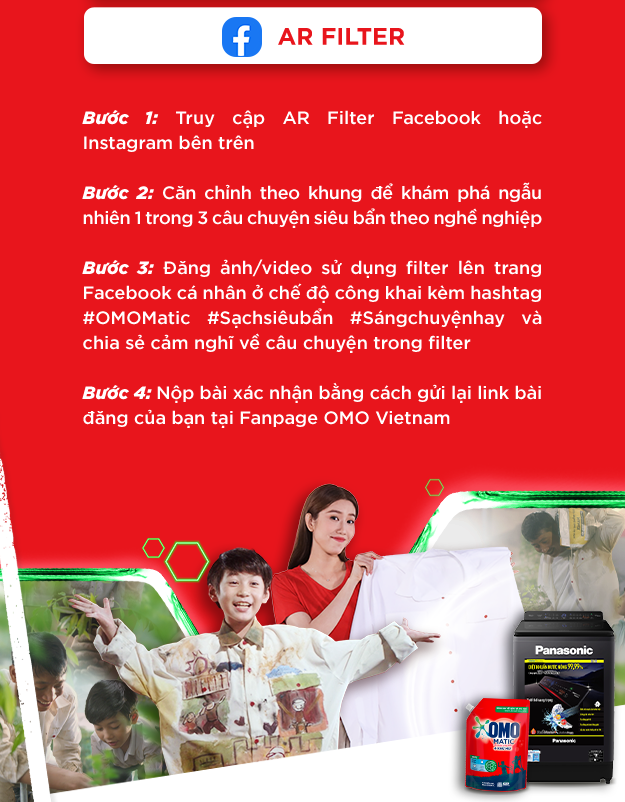 AR FILTER
Bước 1: Truy cập AR Filter Facebook hoặc
Instagram bên trên
Bước 2: Căn chỉnh theo khung để khám phá ngẫu
nhiên 1 trong 3 câu chuyện siêu bẩn theo nghề nghiệp
Bước 3: Đăng ảnh/video sử dụng filter lên trang
Facebook cá nhân ở chế độ công khai kèm hashtag
#OMOMatic #Sạchsiêubẩn #Sángchuyệnhay và
chia sẻ cảm nghĩ về câu chuyện trong filter
Bước 4: Nộp bài xác nhận bằng cách gửi lại link bài
đăng của bạn tại Fanpage OMO Vietnam
Panasonic
99,99%
OMO
MATIC
Panasonic